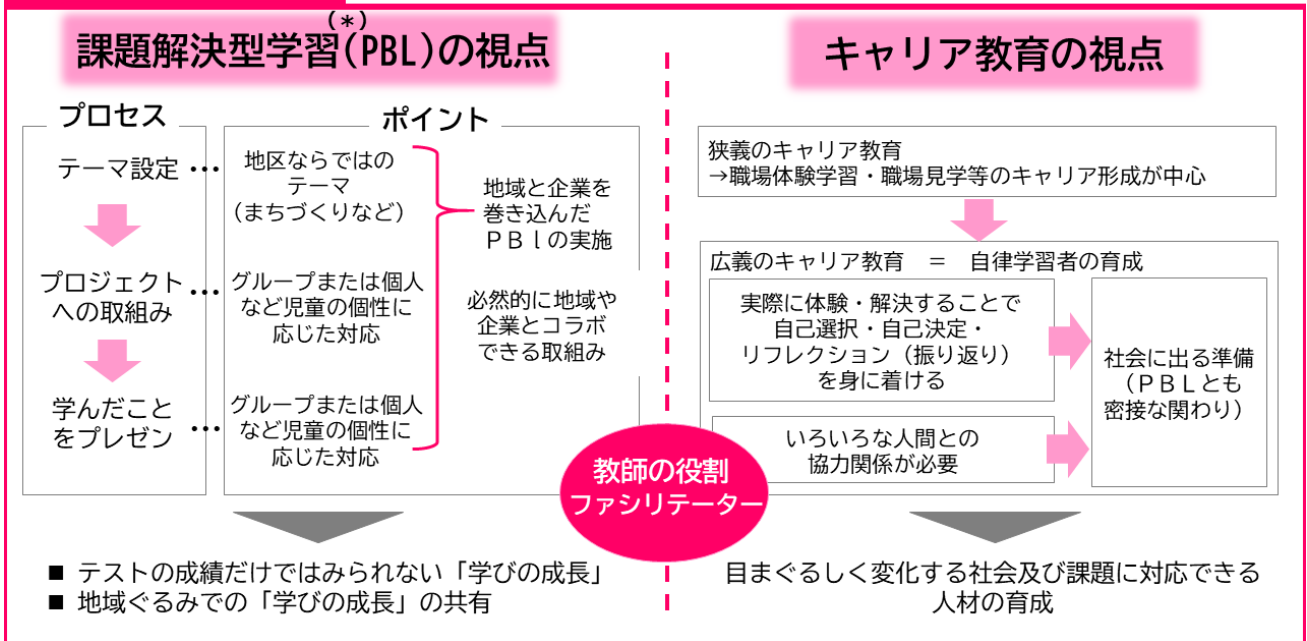 (*)
課題解決型学習(PBL)の視点
プロセス
ポイント
テーマ設定
…
地区ならではの
テーマ
(まちづくりなど)
プロジェクト
への取組み
…
グループまたは個人
など児童の個性に
応じた対応
学んだこと
をプレゼン
…
グループまたは個人
など児童の個性に
応じた対応
地域と企業を
巻き込んだ
ＰＢｌの実施
必然的に地域や
企業とコラボ
できる取組み
■ テストの成績だけではみられない「学びの成長」
■ 地域ぐるみでの「学びの成長」の共有
教師の役割
ファシリテーター
キャリア教育の視点
狭義のキャリア教育
→職場体験学習・職場見学等のキャリア形成が中心
広義のキャリア教育 ＝ 自律学習者の育成
実際に体験・解決することで
自己選択・自己決定・
リフレクション（振り返り）
を身に着ける
いろいろな人間との
協力関係が必要
社会に出る準備
（ＰＢＬとも
密接な関わり）
目まぐるしく変化する社会及び課題に対応できる
人材の育成